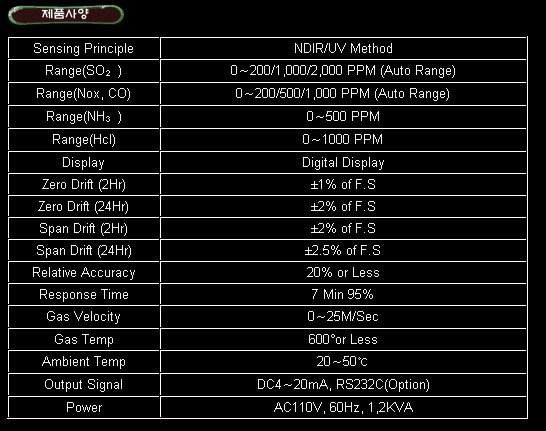 제품사양
Sensing Principle NDIR/UV Method
Range(SO₂ ) 0~200/1,000/2,000 PPM (Auto Range)
Range(Nox, CO) 0~200/500/1,000 PPM (Auto Range)
Range(NH₃ ) 0~500 PPM
Range(Hcl) 0~1000 PPM
Display Digital Display
Zero Drift (2Hr) ±1% of F.S
Zero Drift (24Hr) ±2% of F.S
Span Drift (2Hr) ±2% of F.S
Span Drift (24Hr) ±2.5% of F.S
Relative Accuracy 20% or Less
Response Time 7 Min 95%
Gas Velocity 0~25M/Sec
Gas Temp 600°or Less
Ambient Temp 20~50℃
Output Signal DC4~20mA, RS232C(Option)
Power AC110V, 60Hz, 1,2KVA